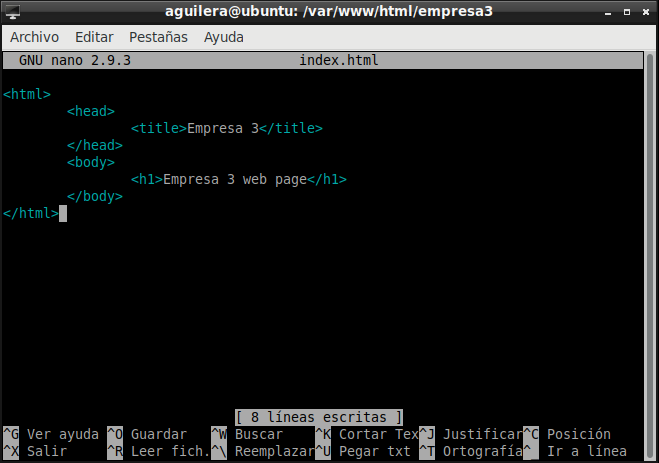 aguilera@ubuntu: /var/www/html/empresa3
Archivo Editar Pestañas Ayuda
GNU nano 2.9.3 index.html
<html>
<head>
<title>Empresa 3</title>
</head>
<body>
<h1>Empresa 3 web page</h1>
</body>
</html>
[ 8 líneas escritas ]
^G Ver ayuda ^O Guardar ^W Buscar ^K Cortar Tex^J Justificar^C Posición
^X Salir ^R Leer fich.^\ Reemplazar^U Pegar txt ^T Ortografía^_ Ir a línea